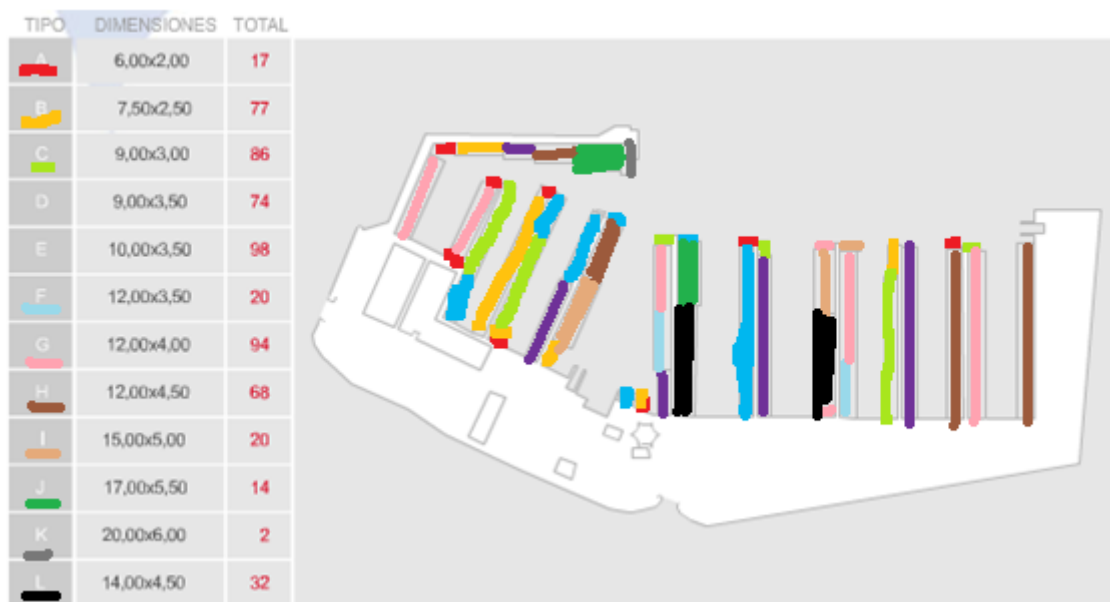 TIPO DIMENSIONES TOTAL
A 6,00x2,00 17
B 7,50x2,50 77
C 9,00x3,00 86
D 9,00x3,50 74
E 10,00x3,50 98
F 12,00x3,50 20
G 12,00x4,00 94
H 12,00x4,50 68
I 15,00x5,00 20
J 17,00x5,50 14
K 20,00x6,00 2
L 14,00x4,50 32